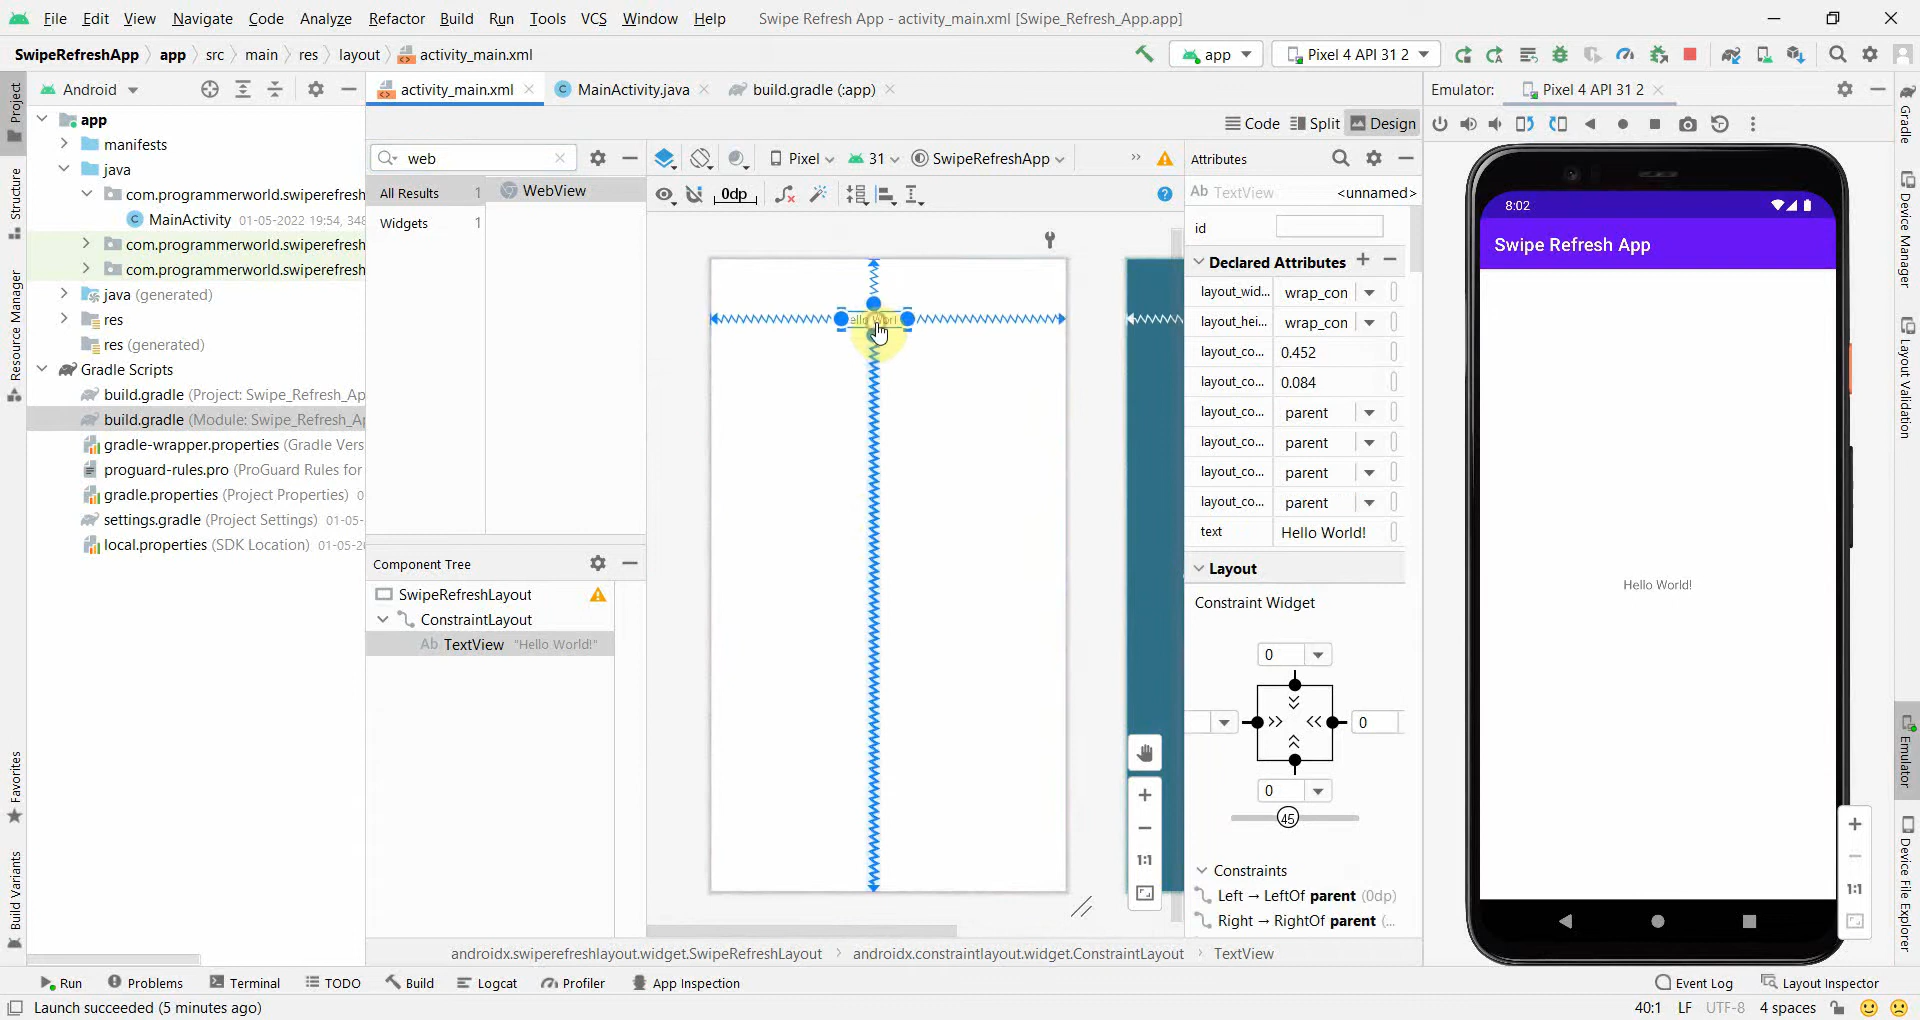 File Edit View Navigate Code Analyze Refactor Build Run Tools VCS Window Help Swipe Refresh App - activity_main.xml [Swipe_Refresh_App.app]
SwipeRefreshApp app src main res layout activity_main.xml app Pixel 4 API 31 2
Android activity_main.xml MainActivity.java build.gradle (:app) Emulator: Pixel 4 API 31 2
Code Split Design
web Pixel 31 SwipeRefreshApp Attributes
All Results 1 WebView 0dp Ab TextView <unnamed>
Widgets 1
app
manifests
java
com.programmerworld.swiperefresh
MainActivity 01-05-2022 19:54, 348
com.programmerworld.swiperefresh
com.programmerworld.swiperefresh
java (generated)
res
res (generated)
Gradle Scripts
build.gradle (Project: Swipe_Refresh_Ap
build.gradle (Module: Swipe_Refresh_A
gradle-wrapper.properties (Gradle Vers
proguard-rules.pro (ProGuard Rules for
gradle.properties (Project Properties) 0
settings.gradle (Project Settings) 01-05-
local.properties (SDK Location) 01-05-2
Component Tree
SwipeRefreshLayout
ConstraintLayout
Ab TextView "Hello World!"
1:1
id
Declared Attributes
layout_wid... wrap_con
layout_hei... wrap_con
layout_co... 0.452
layout_co... 0.084
layout_co... parent
layout_co... parent
layout_co... parent
layout_co... parent
text Hello World!
Layout
Constraint Widget
0
0
0
45
Constraints
Left → LeftOf parent (0dp)
Right → RightOf parent (...
8:02
Swipe Refresh App
Hello World!
1:1
Project
Structure
Resource Manager
Favorites
Build Variants
Gradle
Device Manager
Layout Validation
Emulator
Device File Explorer
androidx.swiperefreshlayout.widget.SwipeRefreshLayout androidx.constraintlayout.widget.ConstraintLayout TextView
Run Problems Terminal TODO Build Logcat Profiler App Inspection Event Log Layout Inspector
Launch succeeded (5 minutes ago) 40:1 LF UTF-8 4 spaces